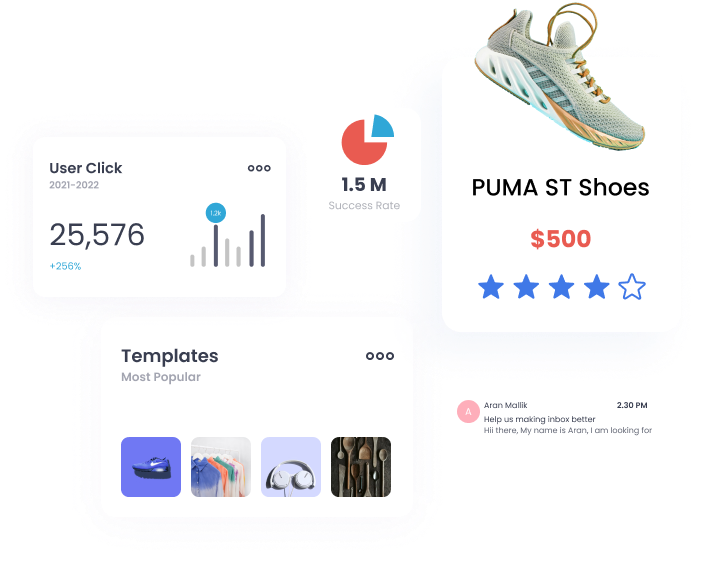 User Click
2021-2022
25,576
+256%
1.2k
1.5 M
Success Rate
PUMA ST Shoes
$500
Templates
Most Popular
A
Aran Mallik
2.30 PM
Help us making inbox better
Hii there, My name is Aran, I am looking for